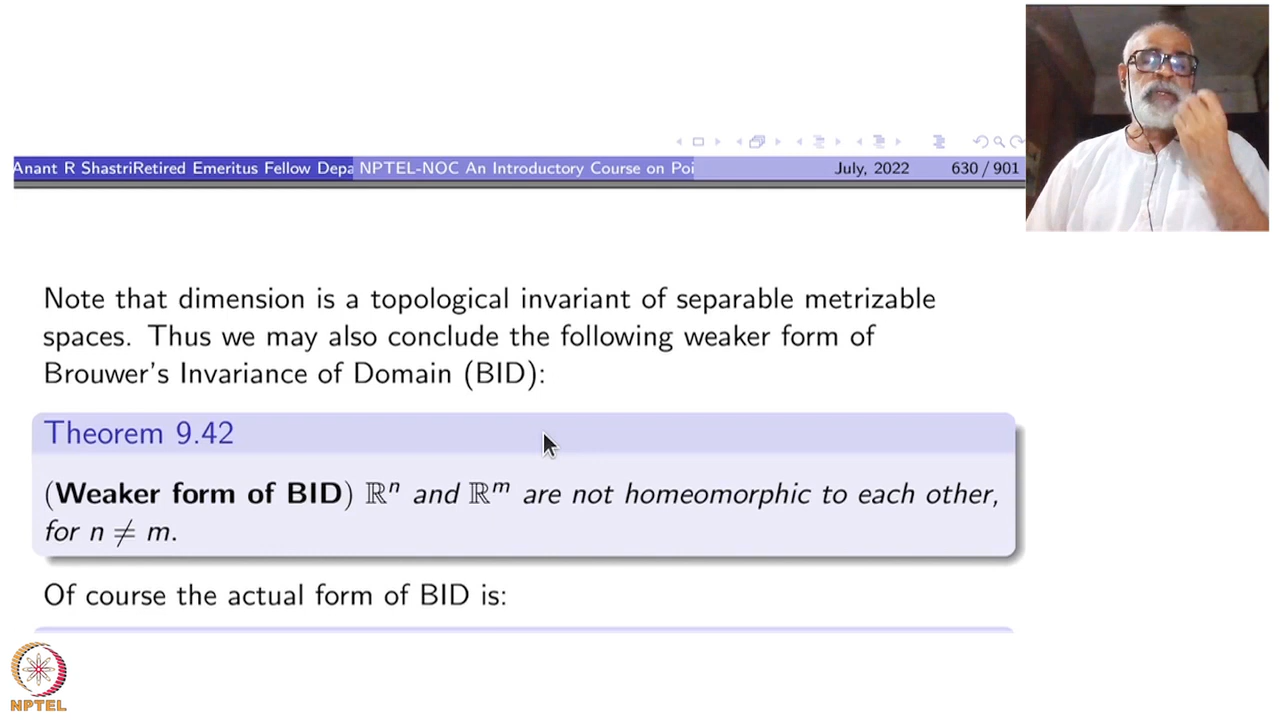 Anant R ShastriRetired Emeritus Fellow Depa NPTEL-NOC An Introductory Course on Poi July, 2022 630 / 901
Note that dimension is a topological invariant of separable metrizable
spaces. Thus we may also conclude the following weaker form of
Brouwer's Invariance of Domain (BID):
Theorem 9.42
(Weaker form of BID) ℝⁿ and ℝᵐ are not homeomorphic to each other,
for n ≠ m.
Of course the actual form of BID is:
NPTEL